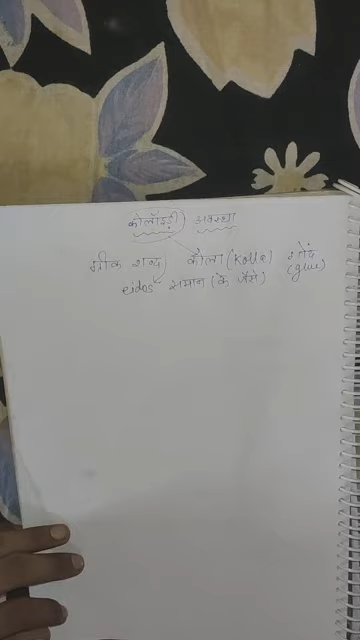 कोलॉइडी अवस्था
ग्रीक शब्द कोला (kolla) गोंद
eidos समान (के जैसे) (glue)